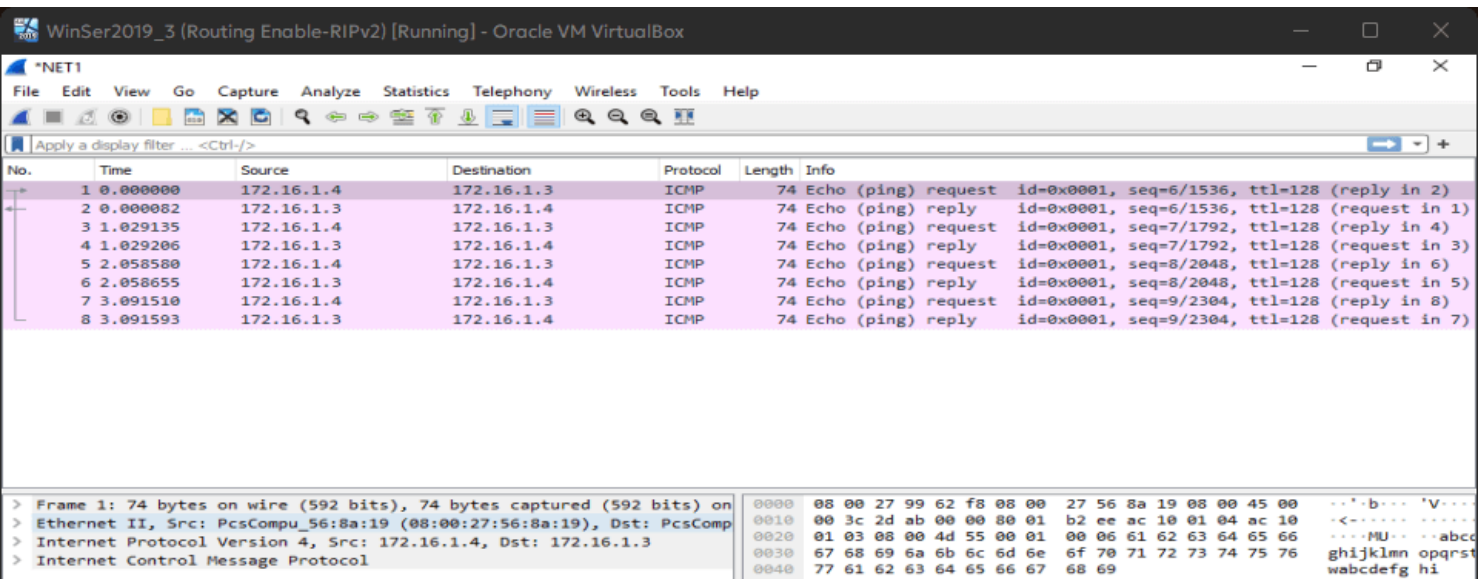 WinSer2019_3 (Routing Enable-RIPv2) [Running] - Oracle VM VirtualBox
*NET1
File Edit View Go Capture Analyze Statistics Telephony Wireless Tools Help
Apply a display filter ... <Ctrl-/>
No. Time Source Destination Protocol Length Info
1 0.000000 172.16.1.4 172.16.1.3 ICMP 74 Echo (ping) request id=0x0001, seq=6/1536, ttl=128 (reply in 2)
2 0.000082 172.16.1.3 172.16.1.4 ICMP 74 Echo (ping) reply id=0x0001, seq=6/1536, ttl=128 (request in 1)
3 1.029135 172.16.1.4 172.16.1.3 ICMP 74 Echo (ping) request id=0x0001, seq=7/1792, ttl=128 (reply in 4)
4 1.029206 172.16.1.3 172.16.1.4 ICMP 74 Echo (ping) reply id=0x0001, seq=7/1792, ttl=128 (request in 3)
5 2.058580 172.16.1.4 172.16.1.3 ICMP 74 Echo (ping) request id=0x0001, seq=8/2048, ttl=128 (reply in 6)
6 2.058655 172.16.1.3 172.16.1.4 ICMP 74 Echo (ping) reply id=0x0001, seq=8/2048, ttl=128 (request in 5)
7 3.091510 172.16.1.4 172.16.1.3 ICMP 74 Echo (ping) request id=0x0001, seq=9/2304, ttl=128 (reply in 8)
8 3.091593 172.16.1.3 172.16.1.4 ICMP 74 Echo (ping) reply id=0x0001, seq=9/2304, ttl=128 (request in 7)
> Frame 1: 74 bytes on wire (592 bits), 74 bytes captured (592 bits) on
> Ethernet II, Src: PcsCompu_56:8a:19 (08:00:27:56:8a:19), Dst: PcsComp
> Internet Protocol Version 4, Src: 172.16.1.4, Dst: 172.16.1.3
> Internet Control Message Protocol
0000 08 00 27 99 62 f8 08 00 27 56 8a 19 08 00 45 00 ··'·b··· 'V····
0010 00 3c 2d ab 00 00 80 01 b2 ee ac 10 01 04 ac 10 ·<-····· ······
0020 01 03 08 00 4d 55 00 01 00 06 61 62 63 64 65 66 ····MU·· ··abcd
0030 67 68 69 6a 6b 6c 6d 6e 6f 70 71 72 73 74 75 76 ghijklmn opqrst
0040 77 61 62 63 64 65 66 67 68 69 wabcdefg hi